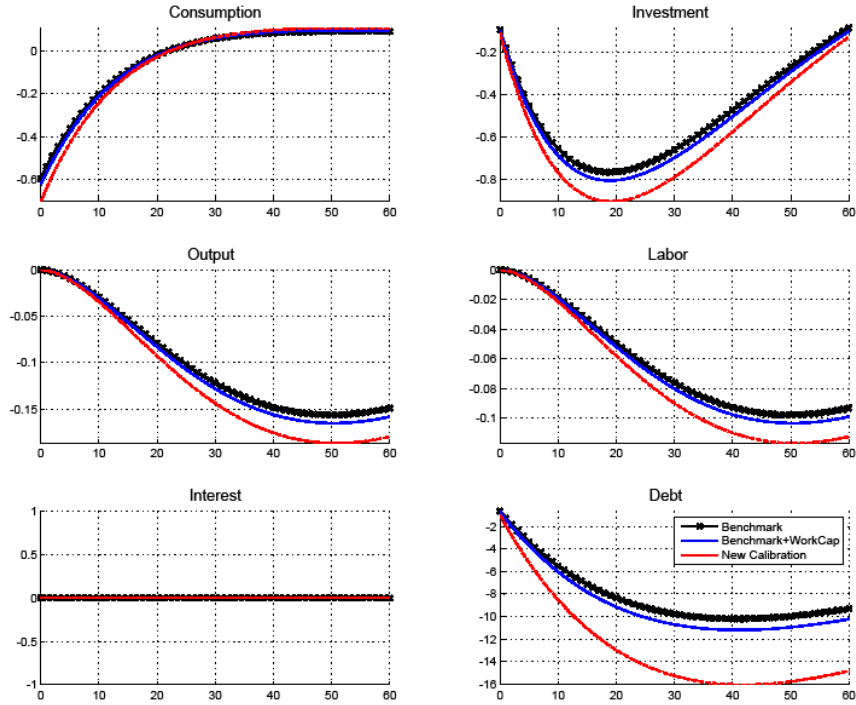 Consumption
0
-0.2
-0.4
-0.6
0 10 20 30 40 50 60
Investment
-0.2
-0.4
-0.6
-0.8
0 10 20 30 40 50 60
Output
0
-0.05
-0.1
-0.15
0 10 20 30 40 50 60
Labor
0
-0.02
-0.04
-0.06
-0.08
-0.1
0 10 20 30 40 50 60
Interest
1
0.5
0
-0.5
-1
0 10 20 30 40 50 60
Debt
-2
-4
-6
-8
-10
-12
-14
-16
0 10 20 30 40 50 60
Benchmark
Benchmark+WorkCap
New Calibration